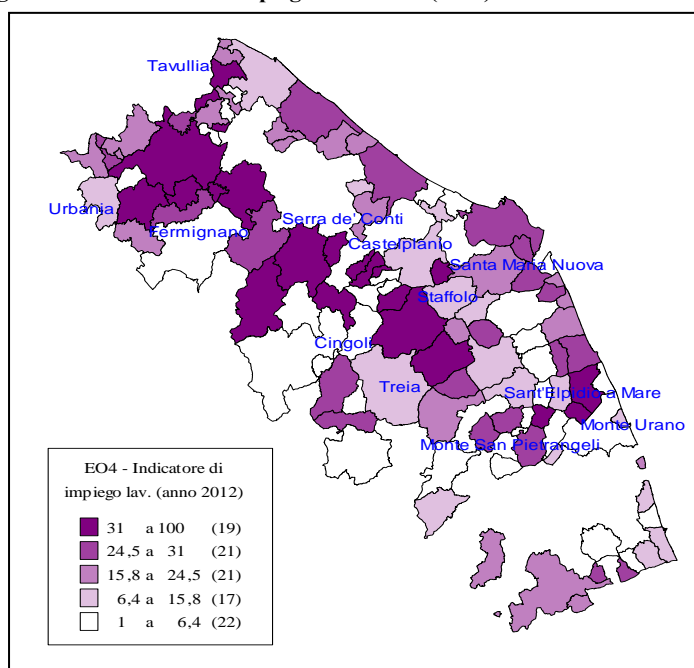 Tavullia
Urbania
Fermignano
Serra de' Conti
Castelplanio
Santa Maria Nuova
Staffolo
Cingoli
Treia
Sant'Elpidio a Mare
Monte Urano
Monte San Pietrangeli
EO4 - Indicatore di
impiego lav. (anno 2012)
31 a 100 (19)
24,5 a 31 (21)
15,8 a 24,5 (21)
6,4 a 15,8 (17)
1 a 6,4 (22)